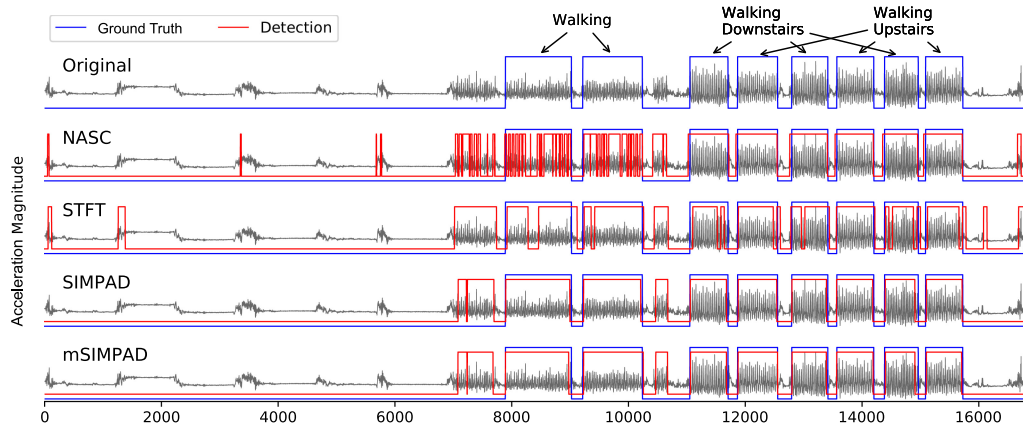 Ground Truth
Detection
Walking
Walking
Downstairs
Walking
Upstairs
Original
NASC
STFT
SIMPAD
mSIMPAD
Acceleration Magnitude
0
2000
4000
6000
8000
10000
12000
14000
16000